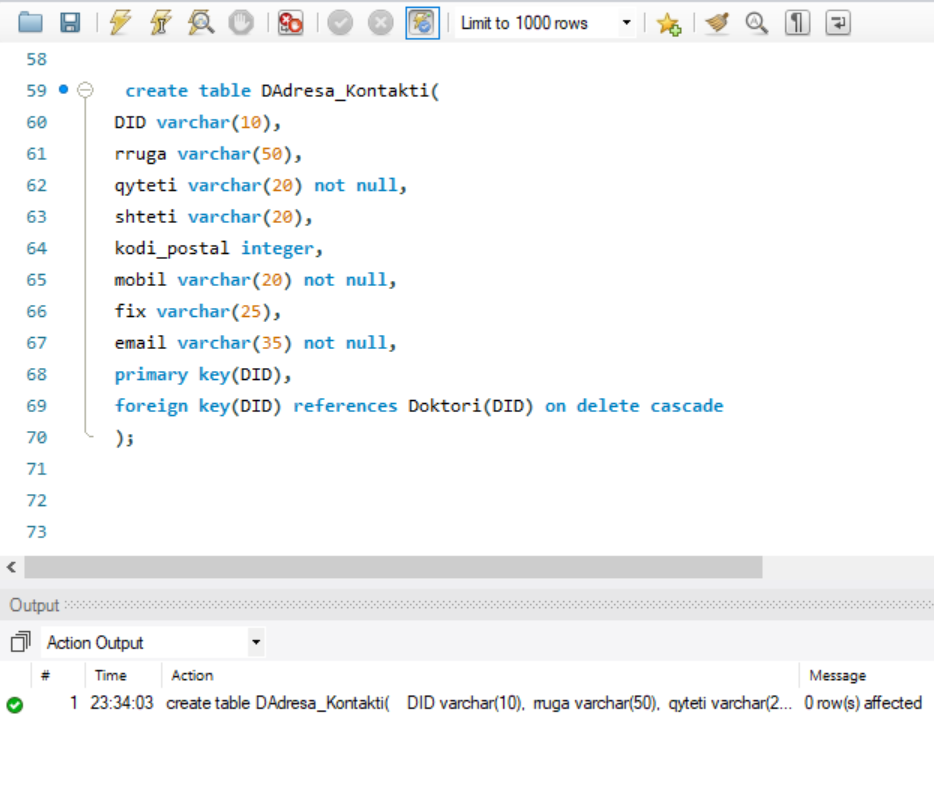 Limit to 1000 rows
58
59 create table DAdresa_Kontakti(
60 DID varchar(10),
61 rruga varchar(50),
62 qyteti varchar(20) not null,
63 shteti varchar(20),
64 kodi_postal integer,
65 mobil varchar(20) not null,
66 fix varchar(25),
67 email varchar(35) not null,
68 primary key(DID),
69 foreign key(DID) references Doktori(DID) on delete cascade
70 );
71
72
73
Output
Action Output
# Time Action Message
1 23:34:03 create table DAdresa_Kontakti( DID varchar(10), rruga varchar(50), qyteti varchar(2... 0 row(s) affected